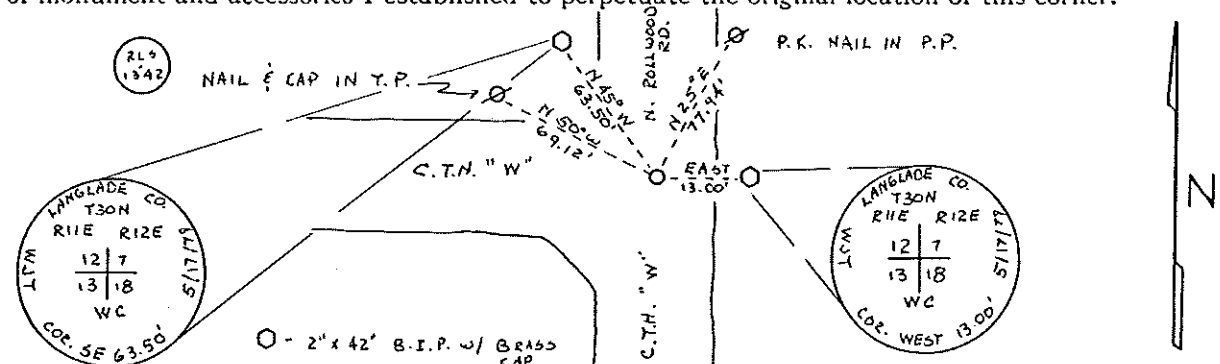 of monument and accessories I established to perpetuate the original location of this corner.
RLS
1342
NAIL & CAP IN T.P.
N. ROLLWOOD
RD.
P.K. NAIL IN P.P.
N 45° W
63.50'
N 25° E
77.94'
N 50° W
69.12'
C.T.H. "W"
EAST
13.00'
LANGLADE CO.
T30N
R11E R12E
12 7
13 18
WC
WJT
5/17/79
COR. SE 63.50'
LANGLADE CO.
T30N
R11E R12E
12 7
13 18
WC
WJT
5/17/79
COR. WEST 13.00'
N
C.T.H. "W"
- 2" x 42" B.I.P. w/ BRASS
CAP